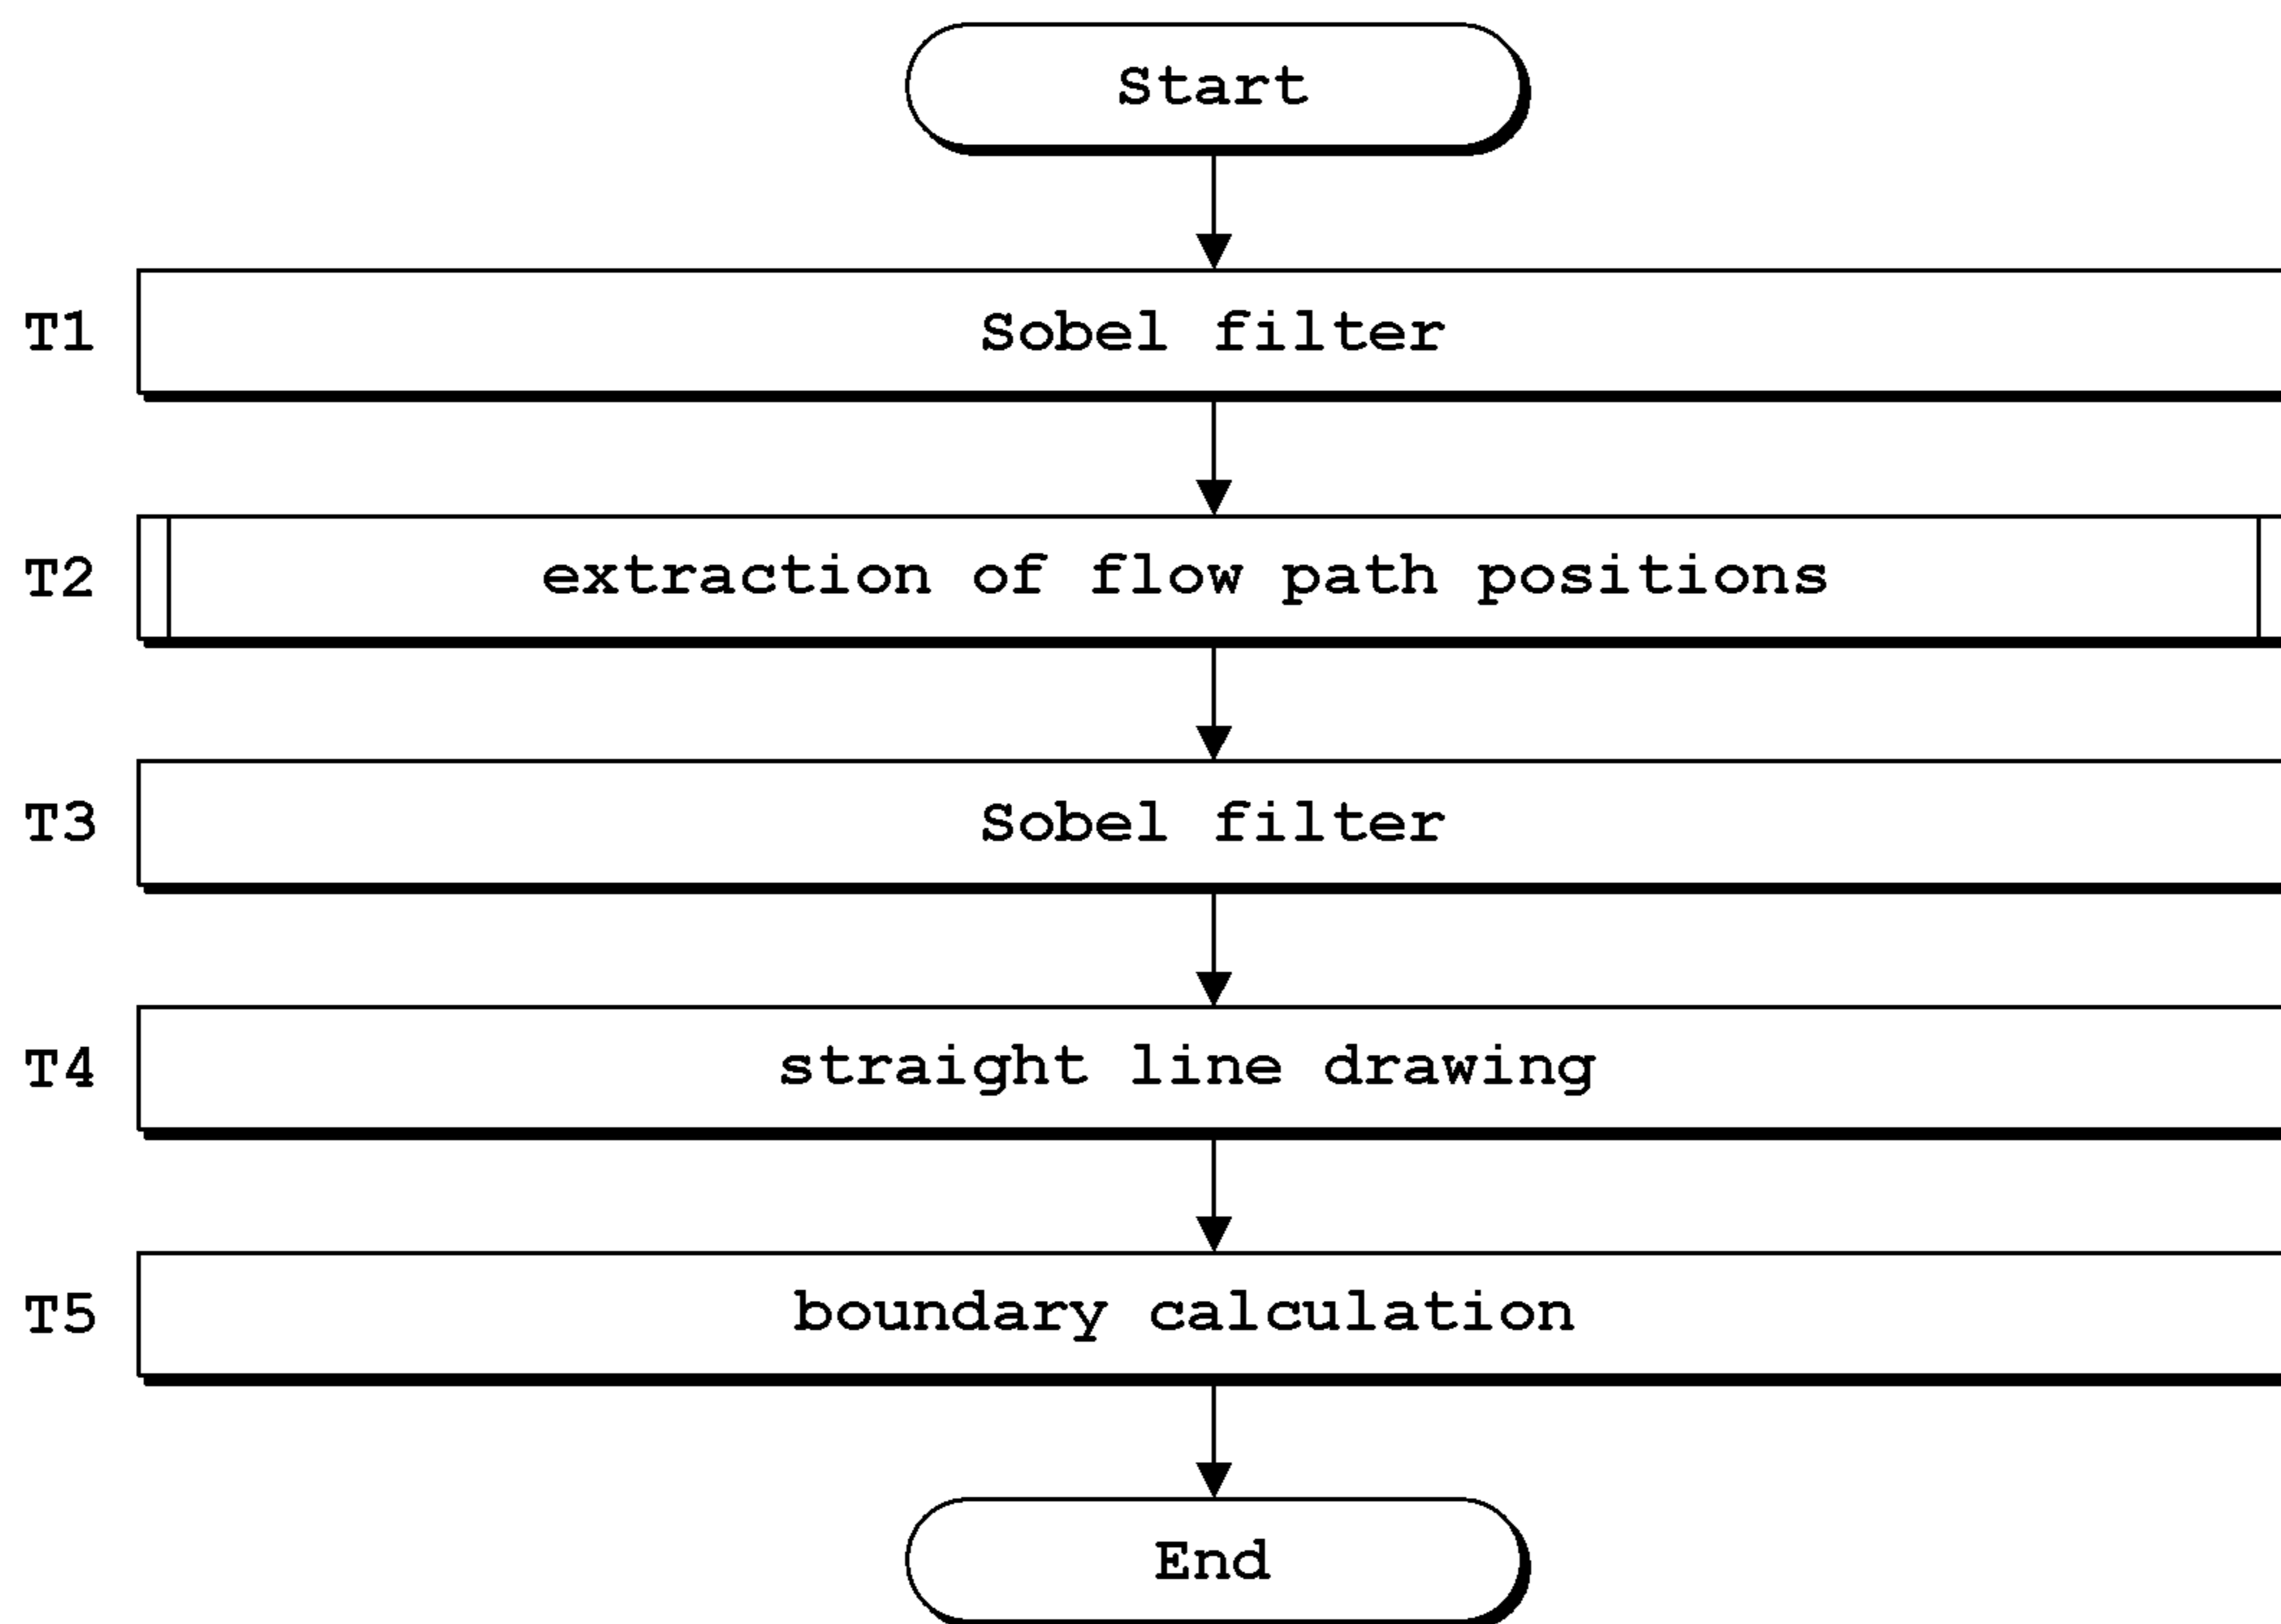 Start
T1 Sobel filter
T2 extraction of flow path positions
T3 Sobel filter
T4 straight line drawing
T5 boundary calculation
End